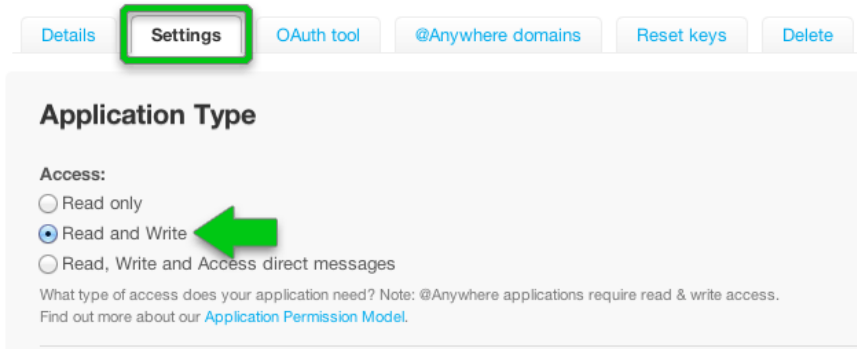 Details Settings OAuth tool @Anywhere domains Reset keys Delete
Application Type
Access:
Read only
Read and Write
Read, Write and Access direct messages
What type of access does your application need? Note: @Anywhere applications require read & write access.
Find out more about our Application Permission Model.